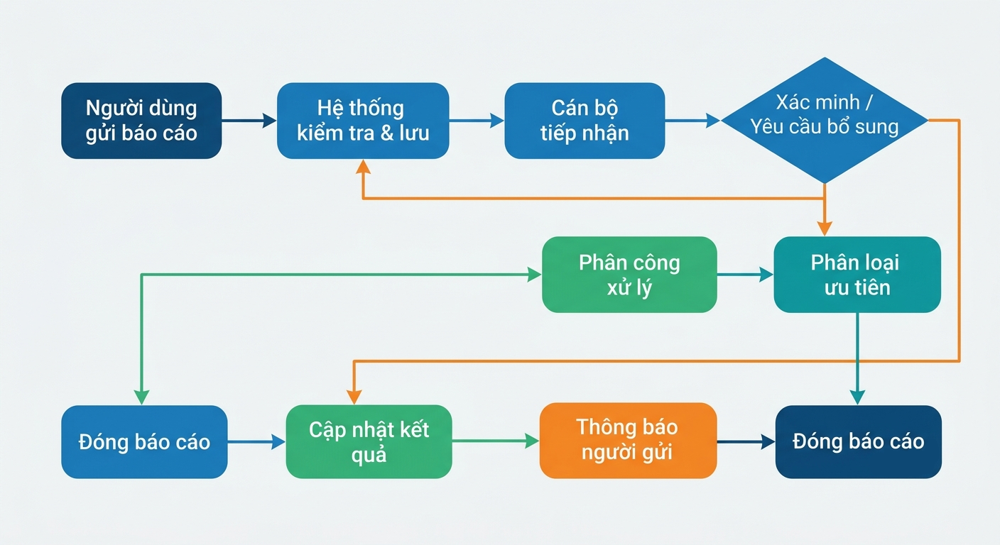 Người dùng
gửi báo cáo
Hệ thống
kiểm tra & lưu
Cán bộ
tiếp nhận
Xác minh /
Yêu cầu bổ sung
Phân công
xử lý
Phân loại
ưu tiên
Đóng báo cáo
Cập nhật kết
quả
Thông báo
người gửi
Đóng báo cáo